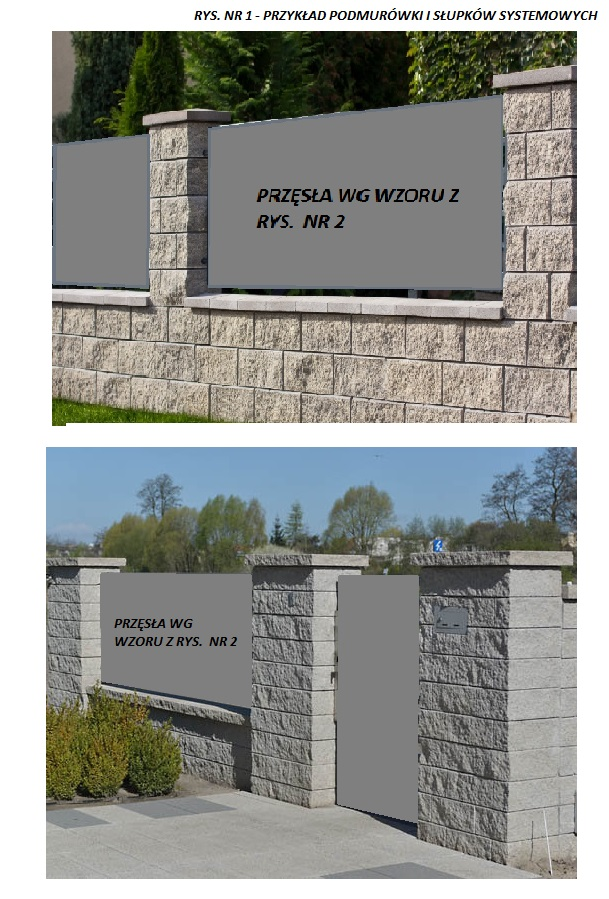 RYS. NR 1 - PRZYKŁAD PODMURÓWKI I SŁUPKÓW SYSTEMOWYCH
PRZĘSŁA WG WZORU Z
RYS. NR 2
PRZĘSŁA WG
WZORU Z RYS. NR 2